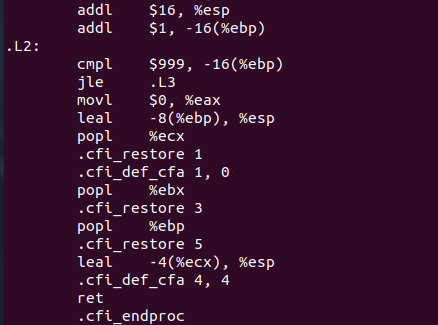 addl $16, %esp
addl $1, -16(%ebp)
.L2:
cmpl $999, -16(%ebp)
jle .L3
movl $0, %eax
leal -8(%ebp), %esp
popl %ecx
.cfi_restore 1
.cfi_def_cfa 1, 0
popl %ebx
.cfi_restore 3
popl %ebp
.cfi_restore 5
leal -4(%ecx), %esp
.cfi_def_cfa 4, 4
ret
.cfi_endproc